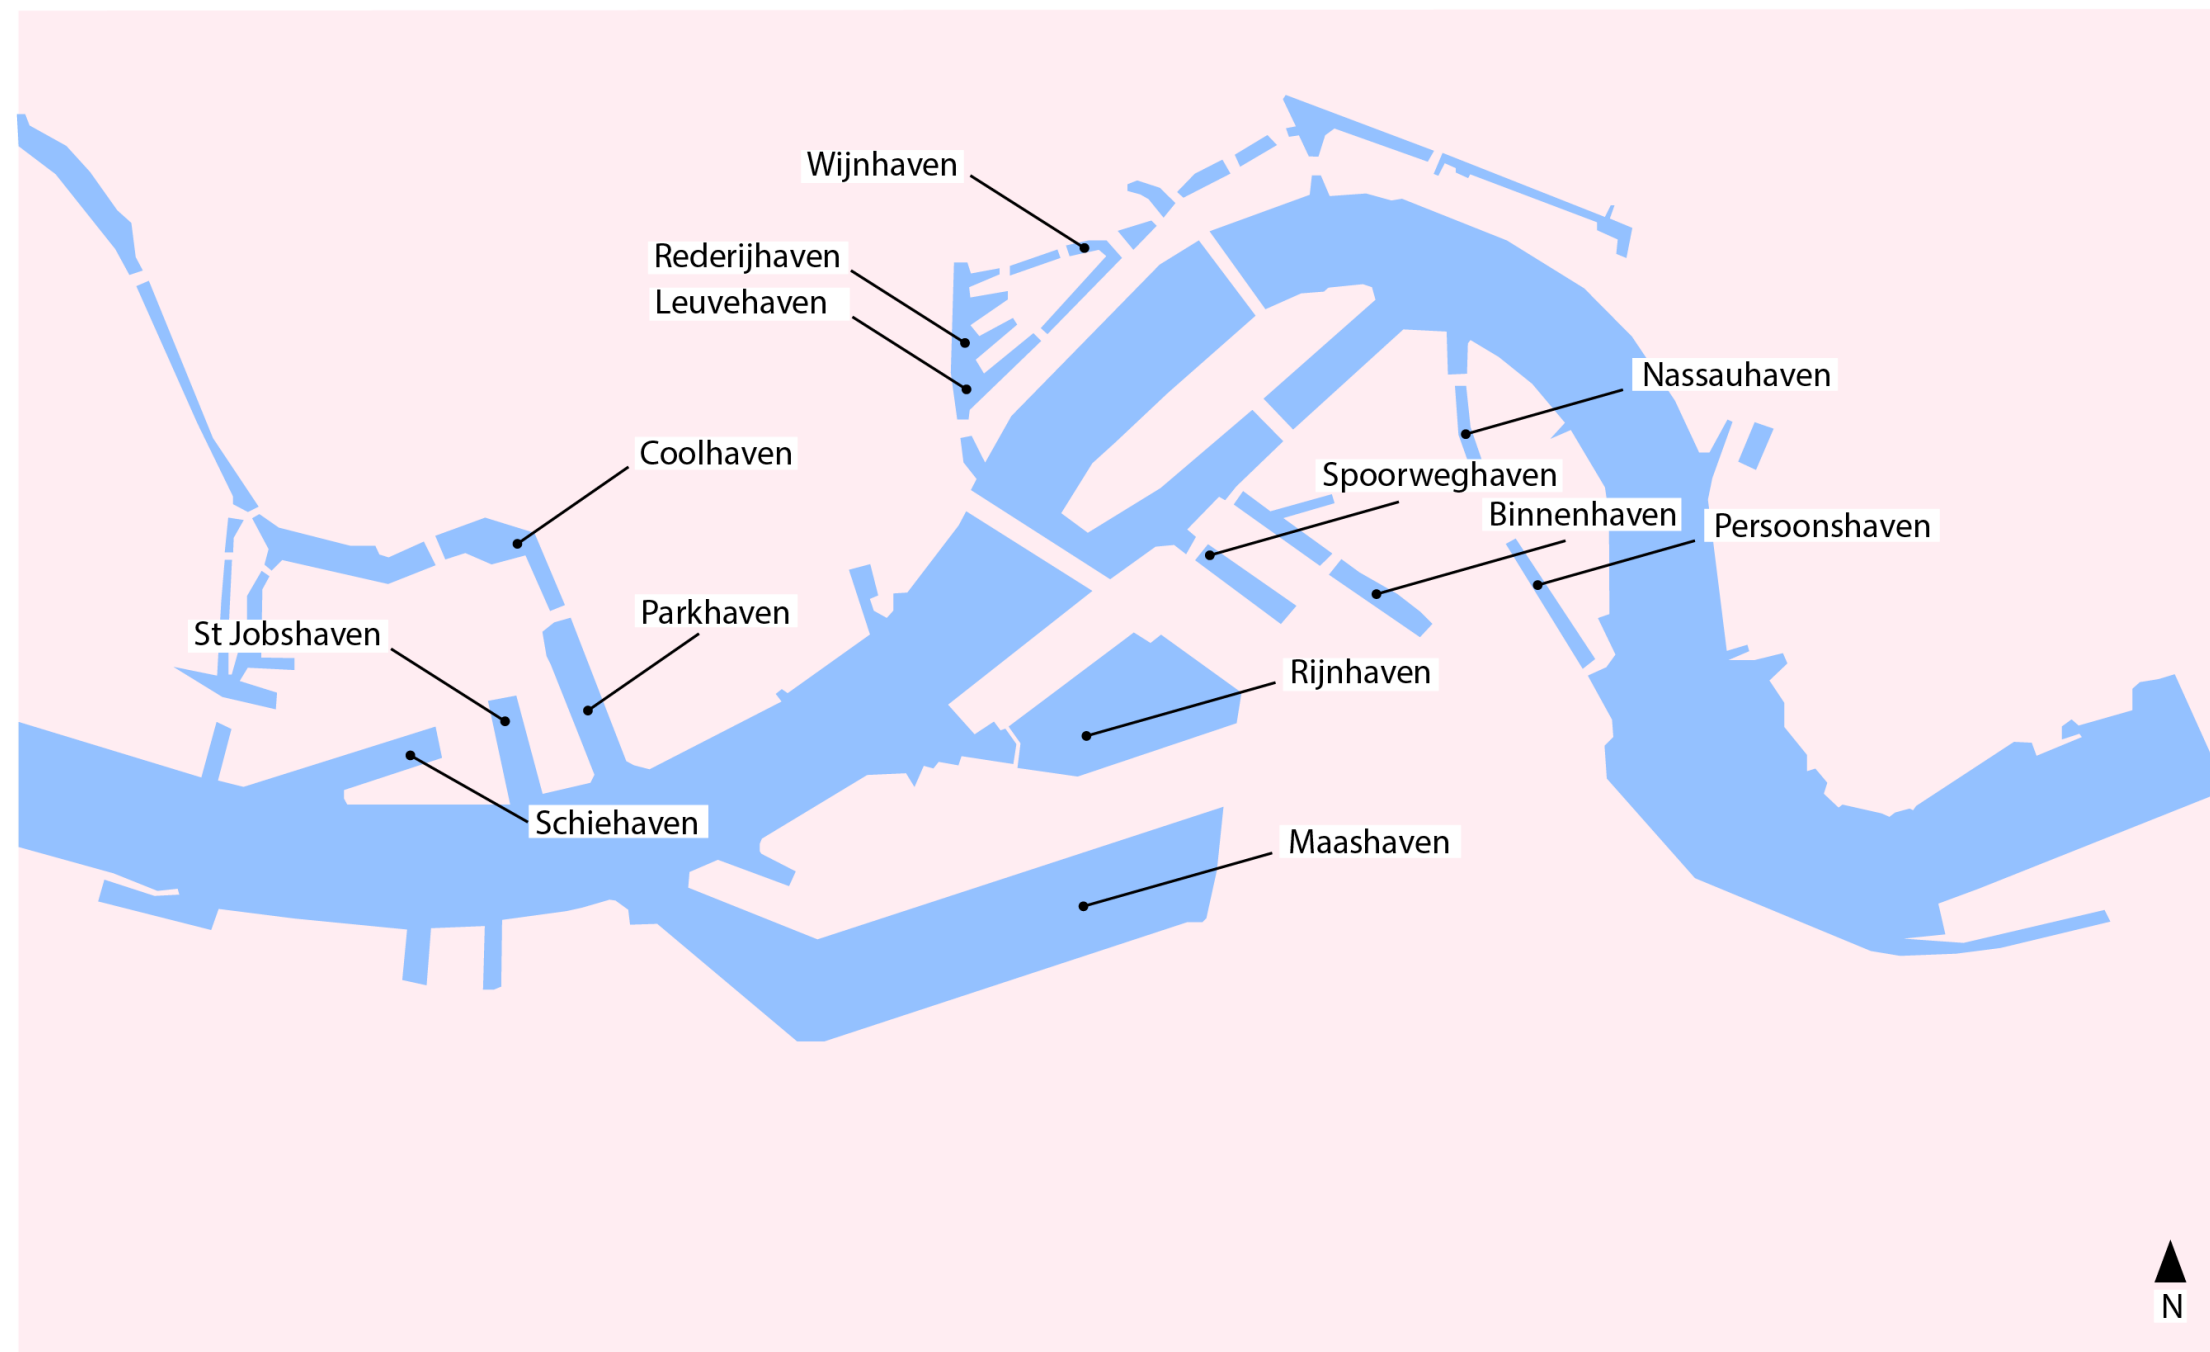 Wijnhaven
Rederijhaven
Leuvehaven
Nassauhaven
Coolhaven
Spoorweghaven
Binnenhaven
Persoonshaven
Parkhaven
St Jobshaven
Rijnhaven
Schiehaven
Maashaven
N